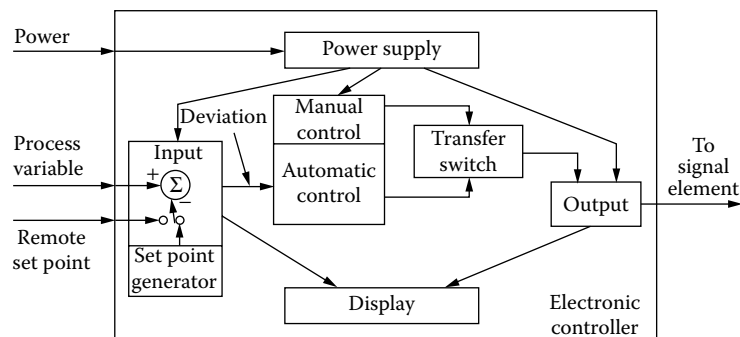 Power
Power supply
Deviation
Manual
control
Process
variable
Input
Transfer
switch
To
signal
element
+
Σ
Automatic
control
−
Output
Remote
set point
Set point
generator
Display
Electronic
controller